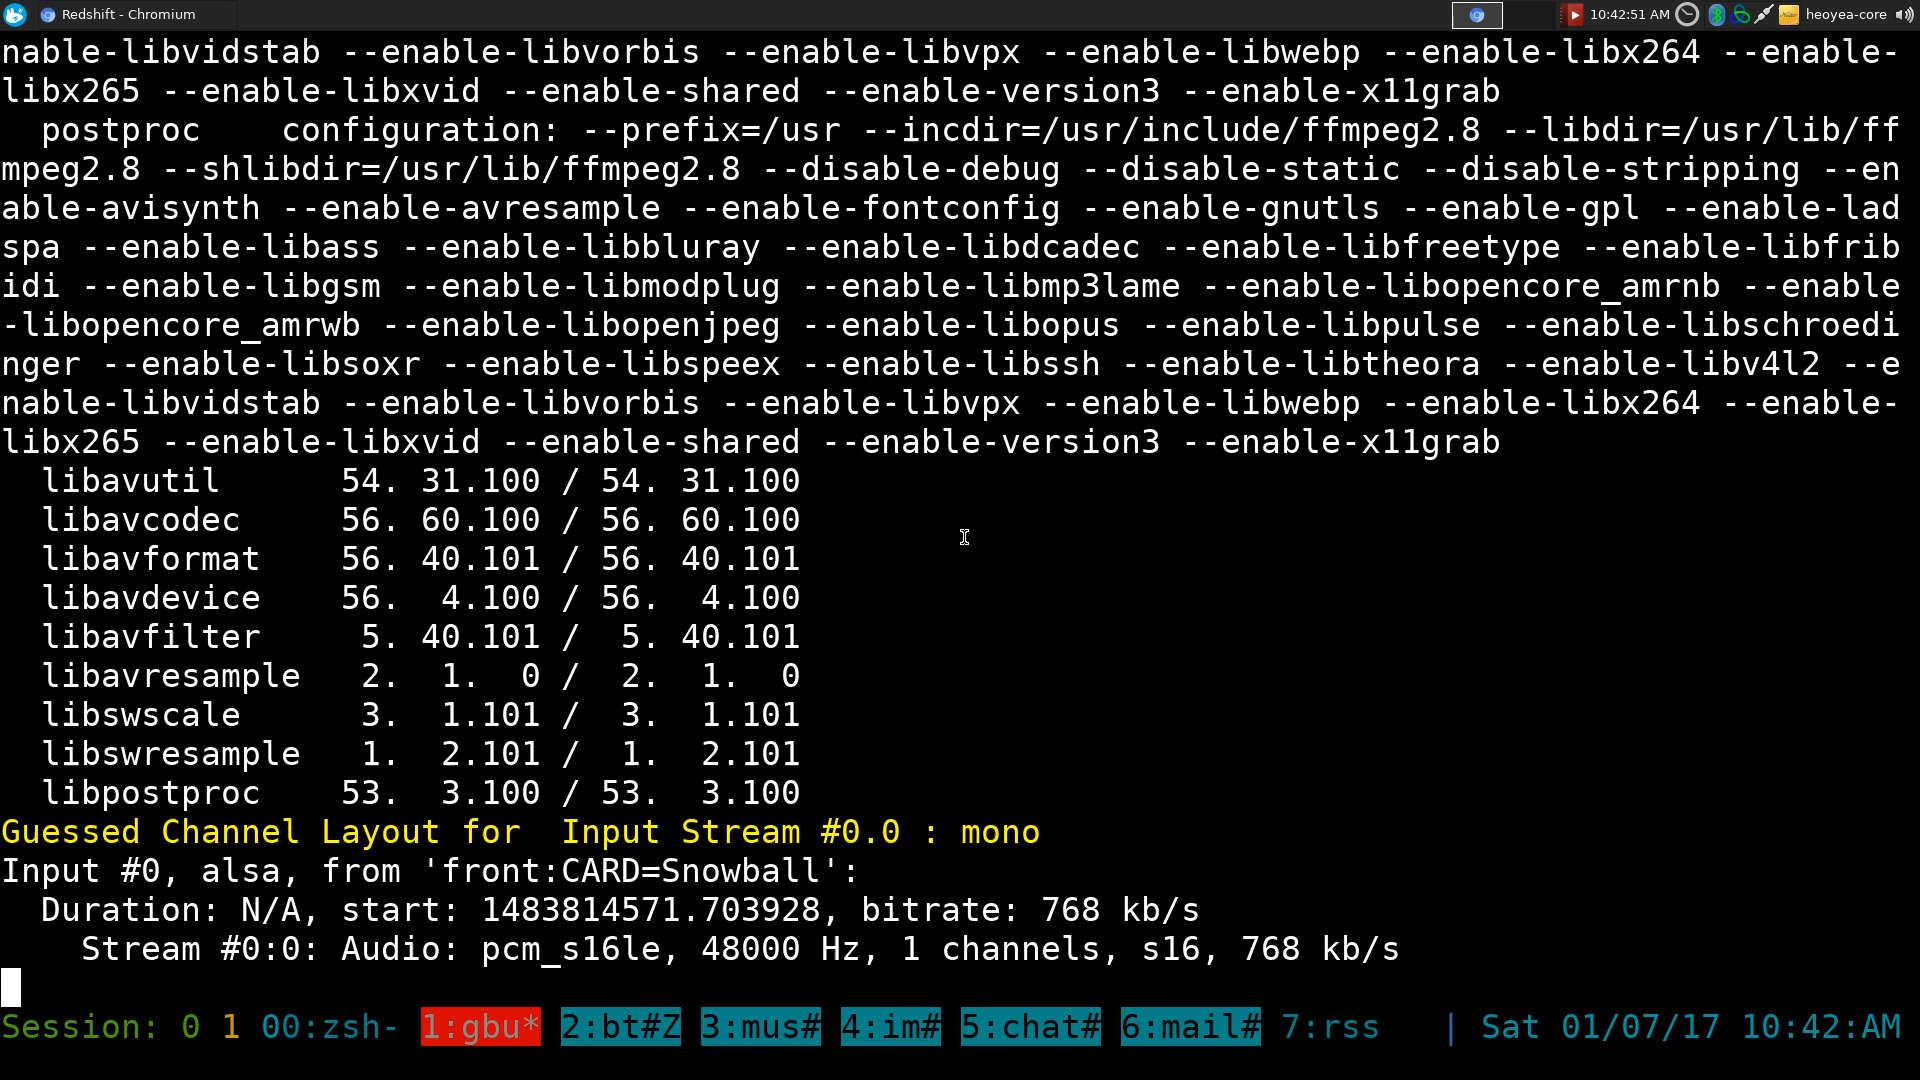 Redshift - Chromium
10:42:51 AM
heoyea-core
nable-libvidstab --enable-libvorbis --enable-libvpx --enable-libwebp --enable-libx264 --enable-
libx265 --enable-libxvid --enable-shared --enable-version3 --enable-x11grab
  postproc    configuration: --prefix=/usr --incdir=/usr/include/ffmpeg2.8 --libdir=/usr/lib/ff
mpeg2.8 --shlibdir=/usr/lib/ffmpeg2.8 --disable-debug --disable-static --disable-stripping --en
able-avisynth --enable-avresample --enable-fontconfig --enable-gnutls --enable-gpl --enable-lad
spa --enable-libass --enable-libbluray --enable-libdcadec --enable-libfreetype --enable-libfrib
idi --enable-libgsm --enable-libmodplug --enable-libmp3lame --enable-libopencore_amrnb --enable
-libopencore_amrwb --enable-libopenjpeg --enable-libopus --enable-libpulse --enable-libschroedi
nger --enable-libsoxr --enable-libspeex --enable-libssh --enable-libtheora --enable-libv4l2 --e
nable-libvidstab --enable-libvorbis --enable-libvpx --enable-libwebp --enable-libx264 --enable-
libx265 --enable-libxvid --enable-shared --enable-version3 --enable-x11grab
  libavutil      54. 31.100 / 54. 31.100
  libavcodec     56. 60.100 / 56. 60.100
  libavformat    56. 40.101 / 56. 40.101
  libavdevice    56.  4.100 / 56.  4.100
  libavfilter     5. 40.101 /  5. 40.101
  libavresample   2.  1.  0 /  2.  1.  0
  libswscale      3.  1.101 /  3.  1.101
  libswresample   1.  2.101 /  1.  2.101
  libpostproc    53.  3.100 / 53.  3.100
Guessed Channel Layout for  Input Stream #0.0 : mono
Input #0, alsa, from 'front:CARD=Snowball':
  Duration: N/A, start: 1483814571.703928, bitrate: 768 kb/s
    Stream #0:0: Audio: pcm_s16le, 48000 Hz, 1 channels, s16, 768 kb/s
Session: 0 1 00:zsh- 1:gbu* 2:bt#Z 3:mus# 4:im# 5:chat# 6:mail# 7:rss | Sat 01/07/17 10:42:AM